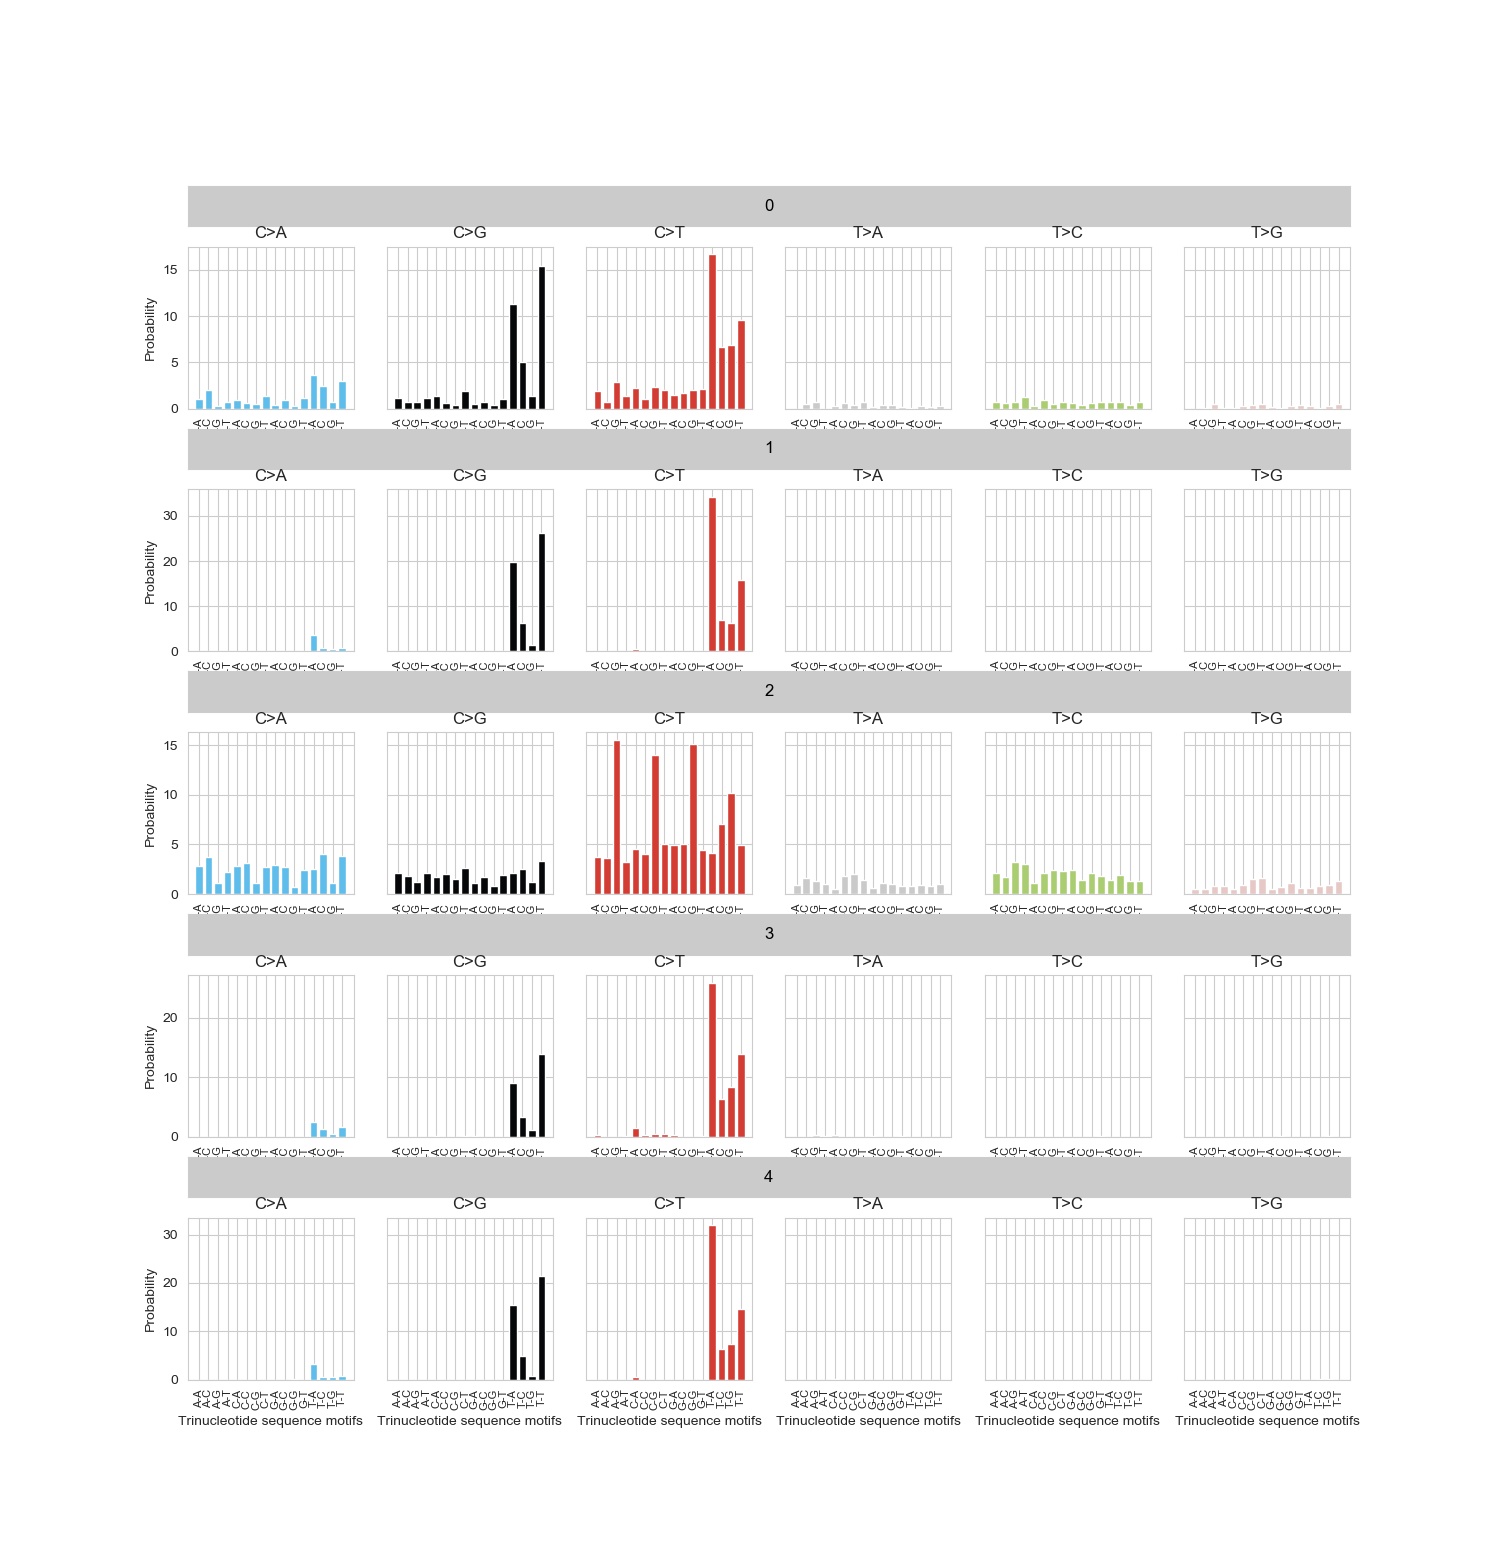 0
C>A C>G C>T T>A T>C T>G
Probability
15
10
5
0
1
C>A C>G C>T T>A T>C T>G
Probability
30
20
10
0
2
C>A C>G C>T T>A T>C T>G
Probability
15
10
5
0
3
C>A C>G C>T T>A T>C T>G
Probability
20
10
0
4
C>A C>G C>T T>A T>C T>G
Probability
30
20
10
0
A-A A-C A-G A-T C-A C-C C-G C-T G-A G-C G-G G-T T-A T-C T-G T-T
A-A A-C A-G A-T C-A C-C C-G C-T G-A G-C G-G G-T T-A T-C T-G T-T
A-A A-C A-G A-T C-A C-C C-G C-T G-A G-C G-G G-T T-A T-C T-G T-T
A-A A-C A-G A-T C-A C-C C-G C-T G-A G-C G-G G-T T-A T-C T-G T-T
A-A A-C A-G A-T C-A C-C C-G C-T G-A G-C G-G G-T T-A T-C T-G T-T
A-A A-C A-G A-T C-A C-C C-G C-T G-A G-C G-G G-T T-A T-C T-G T-T
Trinucleotide sequence motifs Trinucleotide sequence motifs Trinucleotide sequence motifs Trinucleotide sequence motifs Trinucleotide sequence motifs Trinucleotide sequence motifs